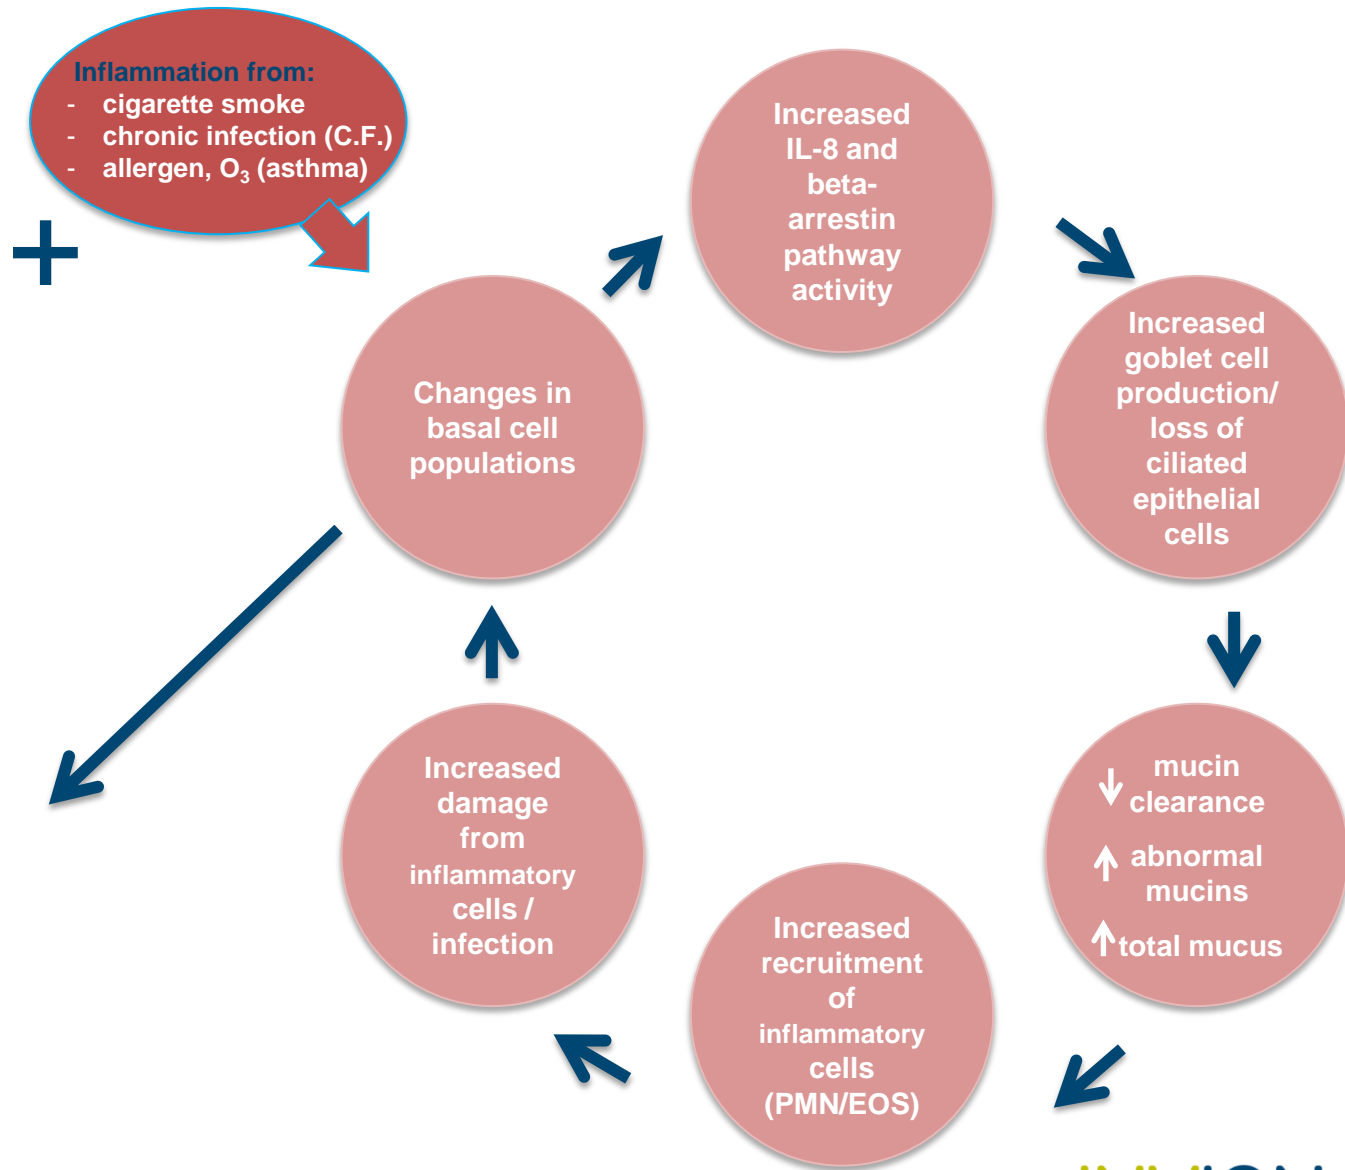 Inflammation from:
- cigarette smoke
- chronic infection (C.F.)
- allergen, O₃ (asthma)
+
Increased
IL-8 and
beta-
arrestin
pathway
activity
Increased
goblet cell
production/
loss of
ciliated
epithelial
cells
↓ mucin
clearance
↑ abnormal
mucins
↑ total mucus
Increased
recruitment
of
inflammatory
cells
(PMN/EOS)
Increased
damage
from
inflammatory
cells /
infection
Changes in
basal cell
populations